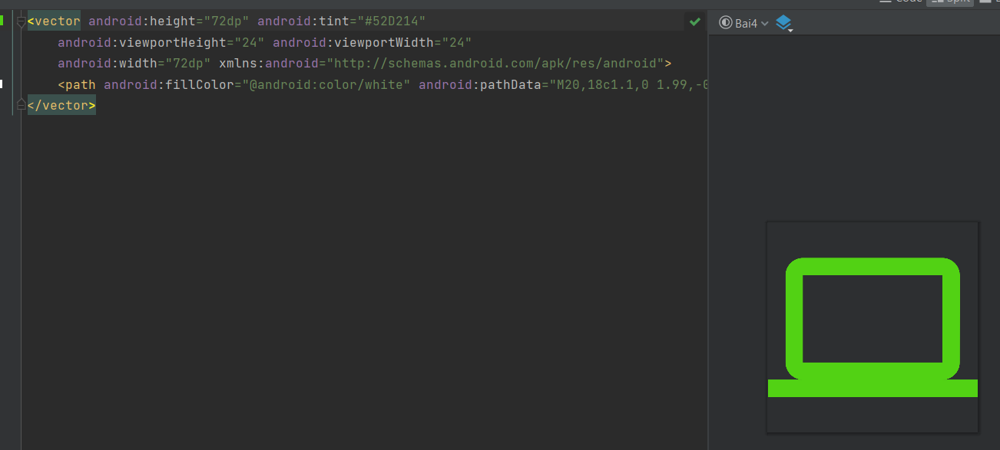 Code Split
<vector android:height="72dp" android:tint="#52D214"
Bai4
android:viewportHeight="24" android:viewportWidth="24"
android:width="72dp" xmlns:android="http://schemas.android.com/apk/res/android">
<path android:fillColor="@android:color/white" android:pathData="M20,18c1.1,0 1.99,-0
</vector>